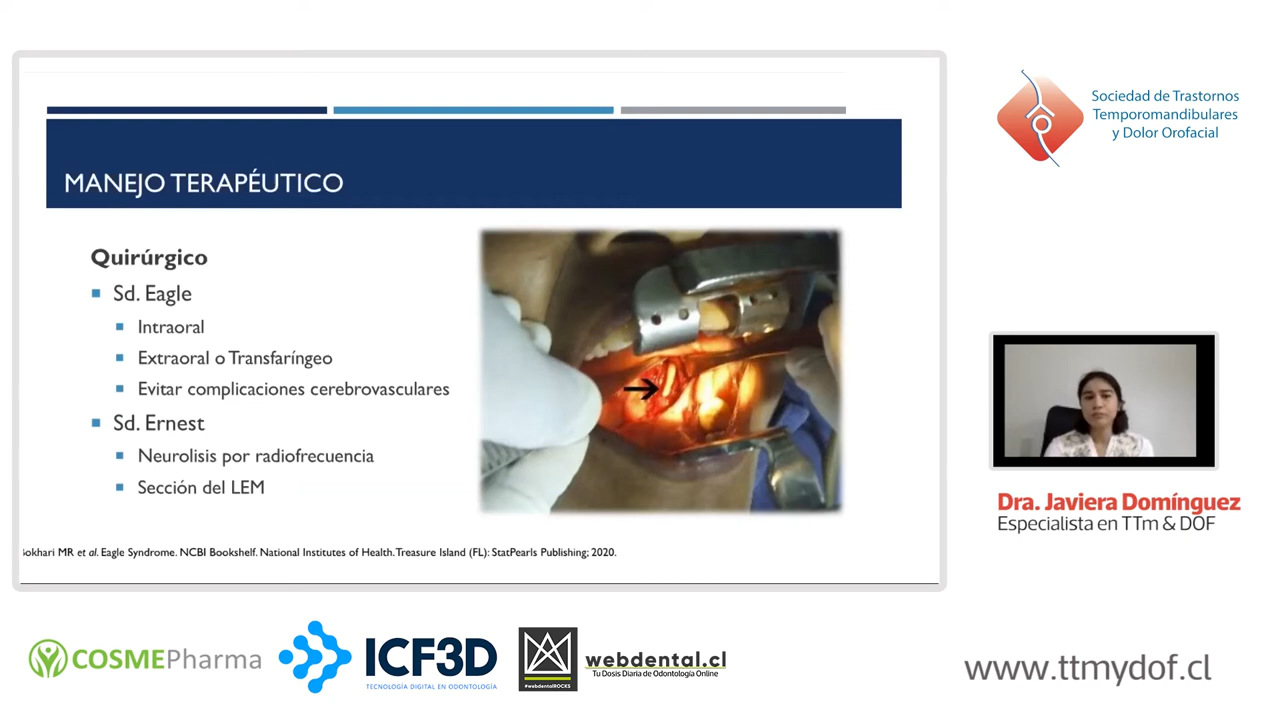 MANEJO TERAPÉUTICO
Quirúrgico
Sd. Eagle
Intraoral
Extraoral o Transfaríngeo
Evitar complicaciones cerebrovasculares
Sd. Ernest
Neurolisis por radiofrecuencia
Sección del LEM
MR et al. Eagle Syndrome. NCBI Bookshelf. National Institutes of Health. Treasure Island (FL): StatPearls Publishing; 2020.
Sociedad de Trastornos
Temporomandibulares
y Dolor Orofacial
Dra. Javiera Domínguez
Especialista en TTm & DOF
COSMEPharma
ICF3D
TECNOLOGÍA DIGITAL EN ODONTOLOGÍA
#webdentalROCKS
webdental.cl
Tu Dosis Diaria de Odontología Online
www.ttmydof.cl